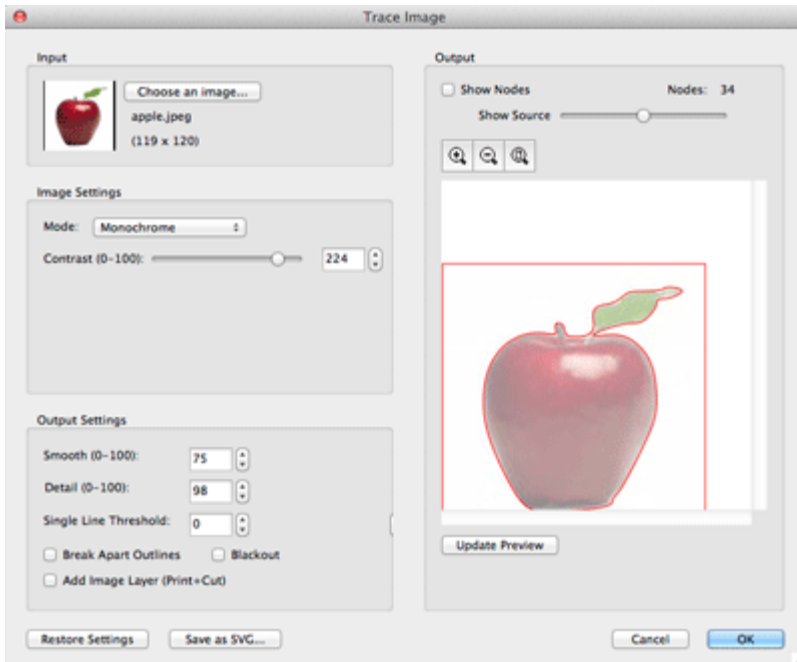 Trace Image
Input
Choose an image...
apple.jpeg
(119 x 120)
Image Settings
Mode: Monochrome
Contrast (0-100): 224
Output Settings
Smooth (0-100): 75
Detail (0-100): 98
Single Line Threshold: 0
Break Apart Outlines Blackout
Add Image Layer (Print+Cut)
Restore Settings Save as SVG...
Output
Show Nodes Nodes: 34
Show Source
Update Preview
Cancel OK